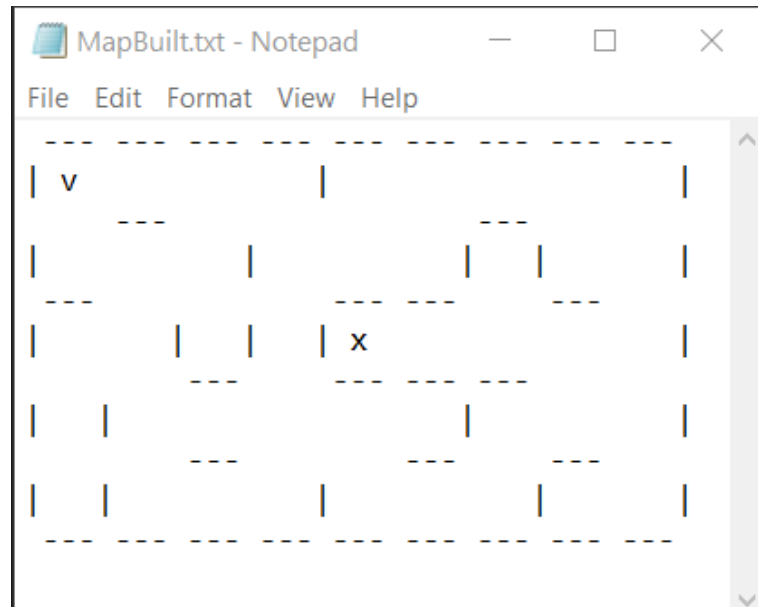 MapBuilt.txt - Notepad
File Edit Format View Help
 --- --- --- --- --- --- --- --- ---
| v             |                   |
     ---                 ---
|           |           |   |       |
 ---             --- ---     ---
|       |   |   | x                 |
         ---     --- --- ---
|   |                   |           |
         ---         ---     ---
|   |           |           |       |
 --- --- --- --- --- --- --- --- ---